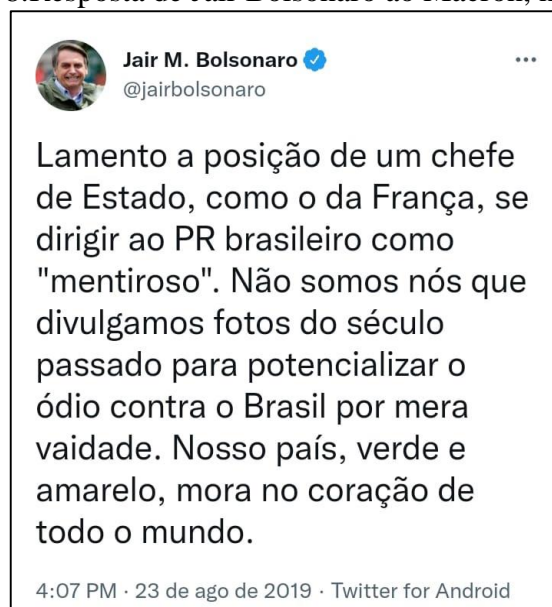 Jair M. Bolsonaro
@jairbolsonaro
Lamento a posição de um chefe
de Estado, como o da França, se
dirigir ao PR brasileiro como
"mentiroso". Não somos nós que
divulgamos fotos do século
passado para potencializar o
ódio contra o Brasil por mera
vaidade. Nosso país, verde e
amarelo, mora no coração de
todo o mundo.
4:07 PM · 23 de ago de 2019 · Twitter for Android